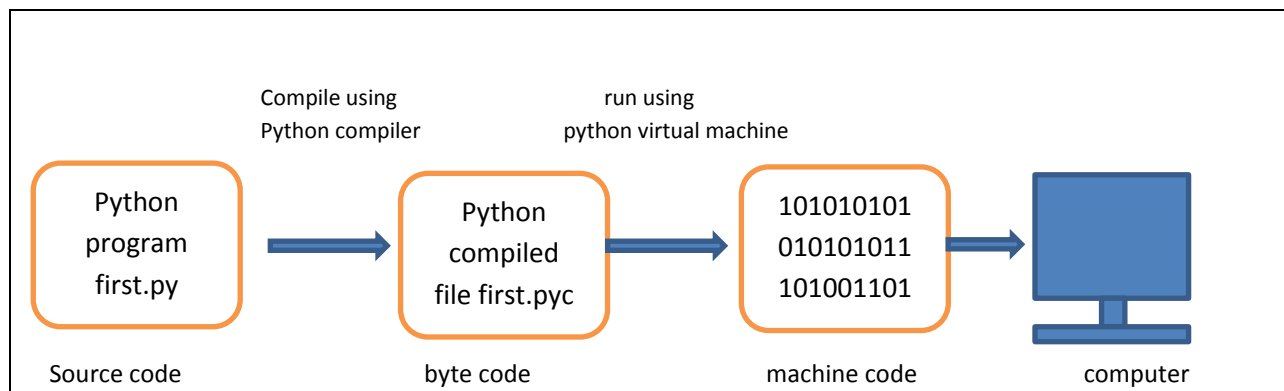 Compile using
Python compiler
run using
python virtual machine
Python
program
first.py
Python
compiled
file first.pyc
101010101
010101011
101001101
Source code
byte code
machine code
computer